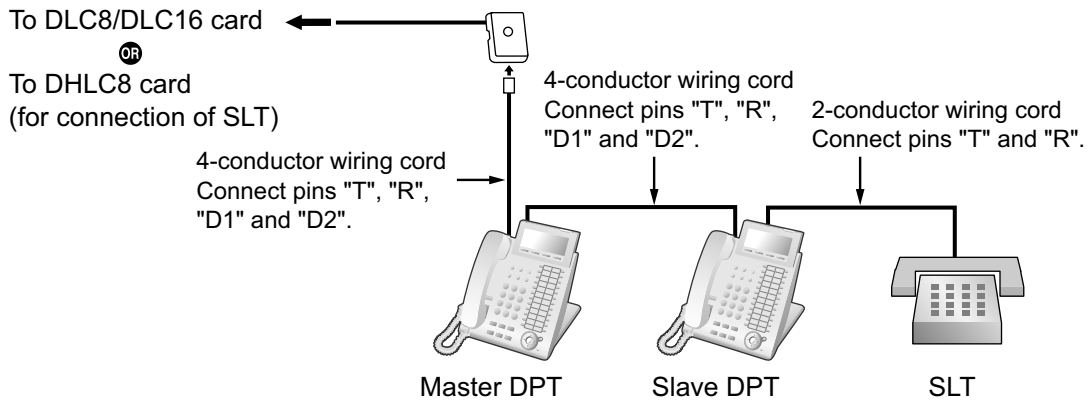 To DLC8/DLC16 card
OR
To DHLC8 card
(for connection of SLT)
4-conductor wiring cord
Connect pins "T", "R",
"D1" and "D2".
4-conductor wiring cord
Connect pins "T", "R",
"D1" and "D2".
2-conductor wiring cord
Connect pins "T" and "R".
Master DPT
Slave DPT
SLT